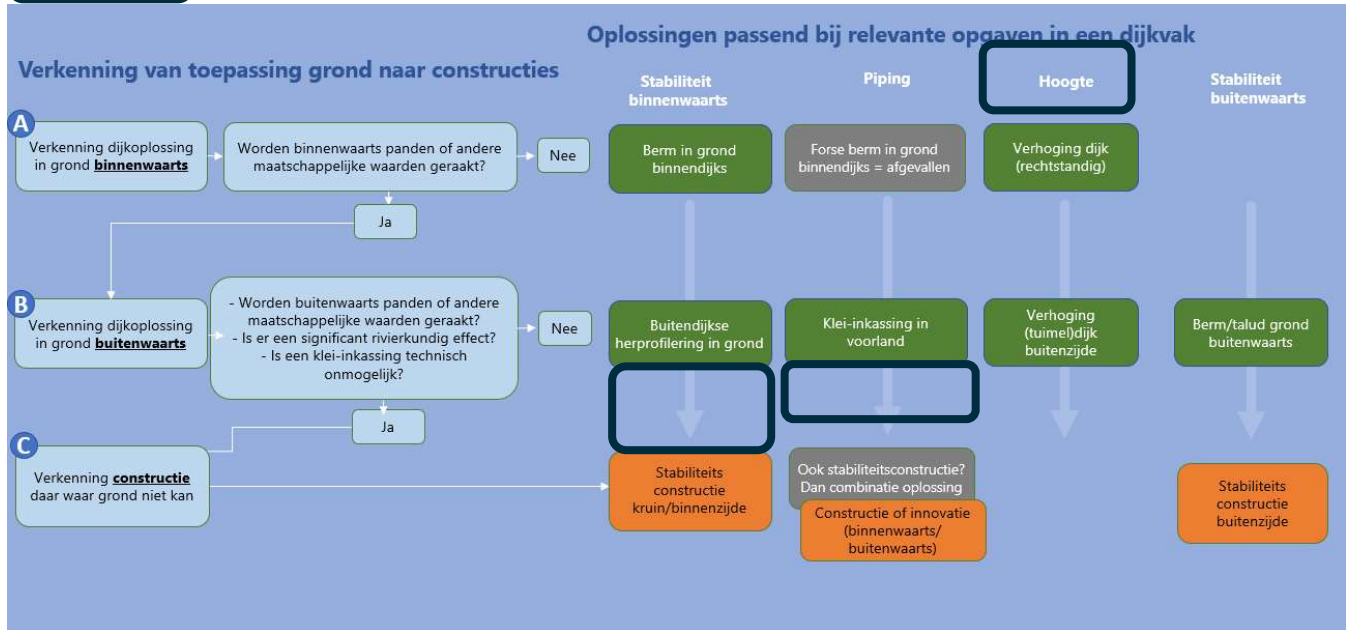 Oplossingen passend bij relevante opgaven in een dijkvak
Verkenning van toepassing grond naar constructies
Stabiliteit
binnenwaarts
Piping
Hoogte
Stabiliteit
buitenwaarts
A
Verkenning dijkoplossing
in grond binnenwaarts
Worden binnenwaarts panden of andere
maatschappelijke waarden geraakt?
Nee
Berm in grond
binnendijks
Forse berm in grond
binnendijks = afgevallen
Verhoging dijk
(rechtstandig)
Ja
B
Verkenning dijkoplossing
in grond buitenwaarts
- Worden buitenwaarts panden of andere
maatschappelijke waarden geraakt?
- Is er een significant rivierkundig effect?
- Is een klei-inkassing technisch
onmogelijk?
Nee
Buitendijkse
herprofilering in grond
Klei-inkassing in
voorland
Verhoging
(tuimel)dijk
buitenzijde
Berm/talud grond
buitenwaarts
Ja
C
Verkenning constructie
daar waar grond niet kan
Stabiliteits
constructie
kruin/binnenzijde
Ook stabiliteitsconstructie?
Dan combinatie oplossing
Constructie of innovatie
(binnenwaarts/
buitenwaarts)
Stabiliteits
constructie
buitenzijde